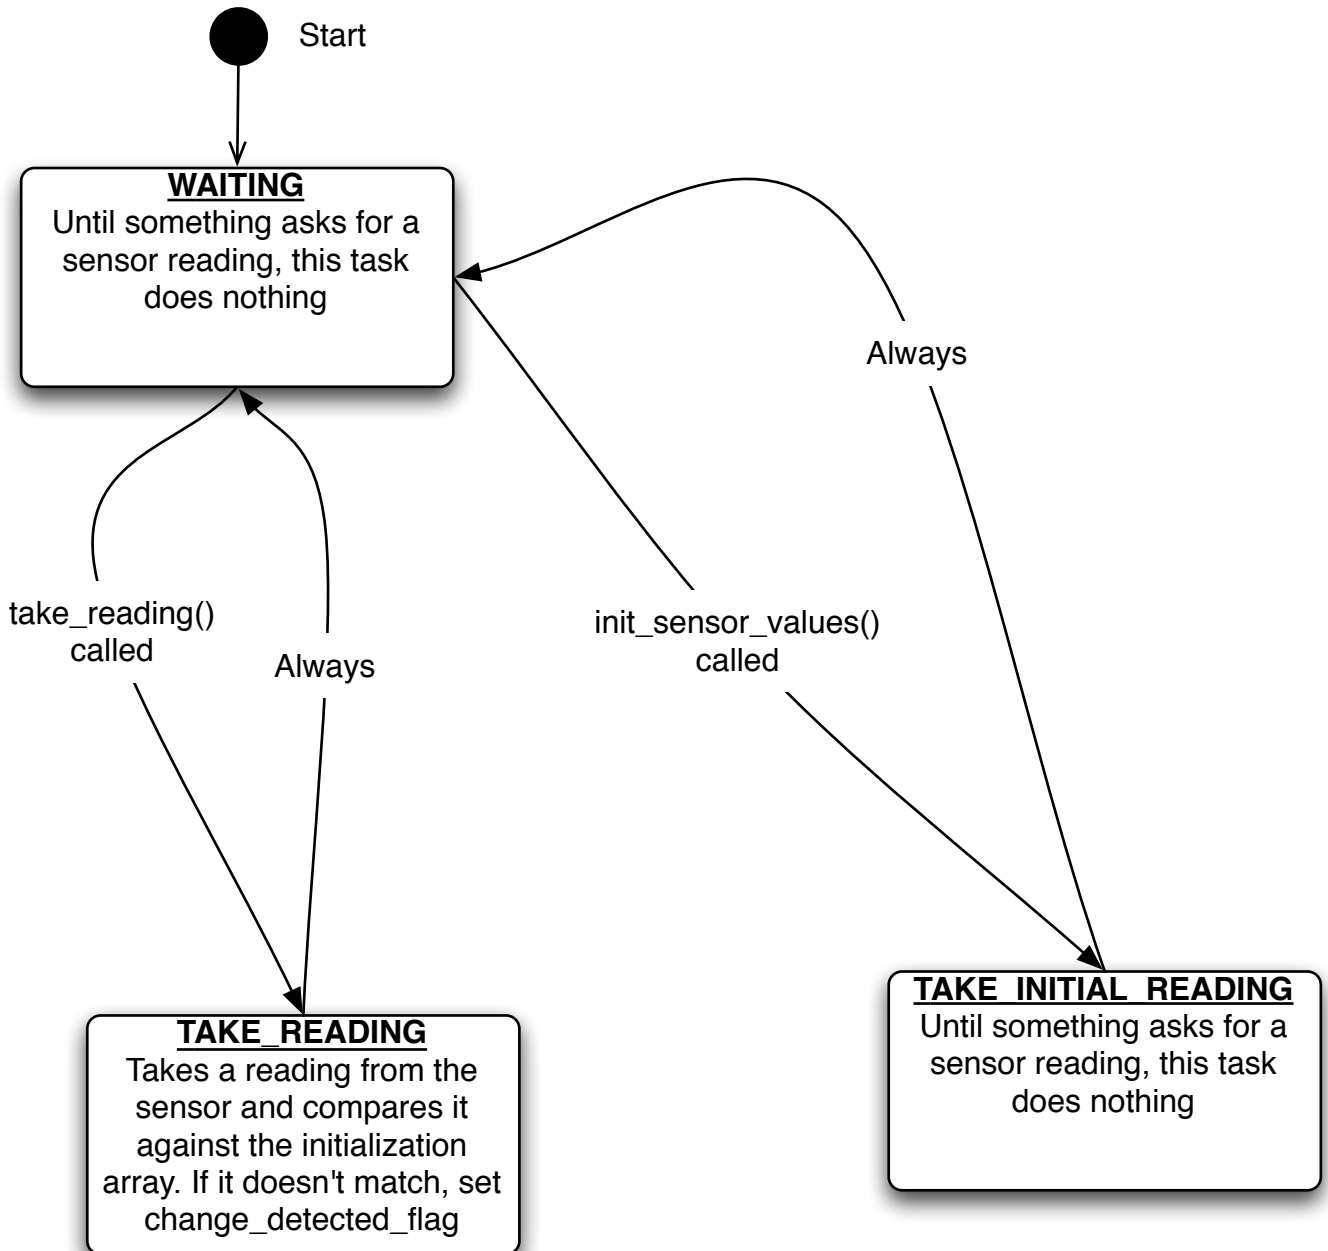 Start
WAITING
Until something asks for a
sensor reading, this task
does nothing
Always
take_reading()
called
Always
init_sensor_values()
called
TAKE_INITIAL_READING
Until something asks for a
sensor reading, this task
does nothing
TAKE_READING
Takes a reading from the
sensor and compares it
against the initialization
array. If it doesn't match, set
change_detected_flag